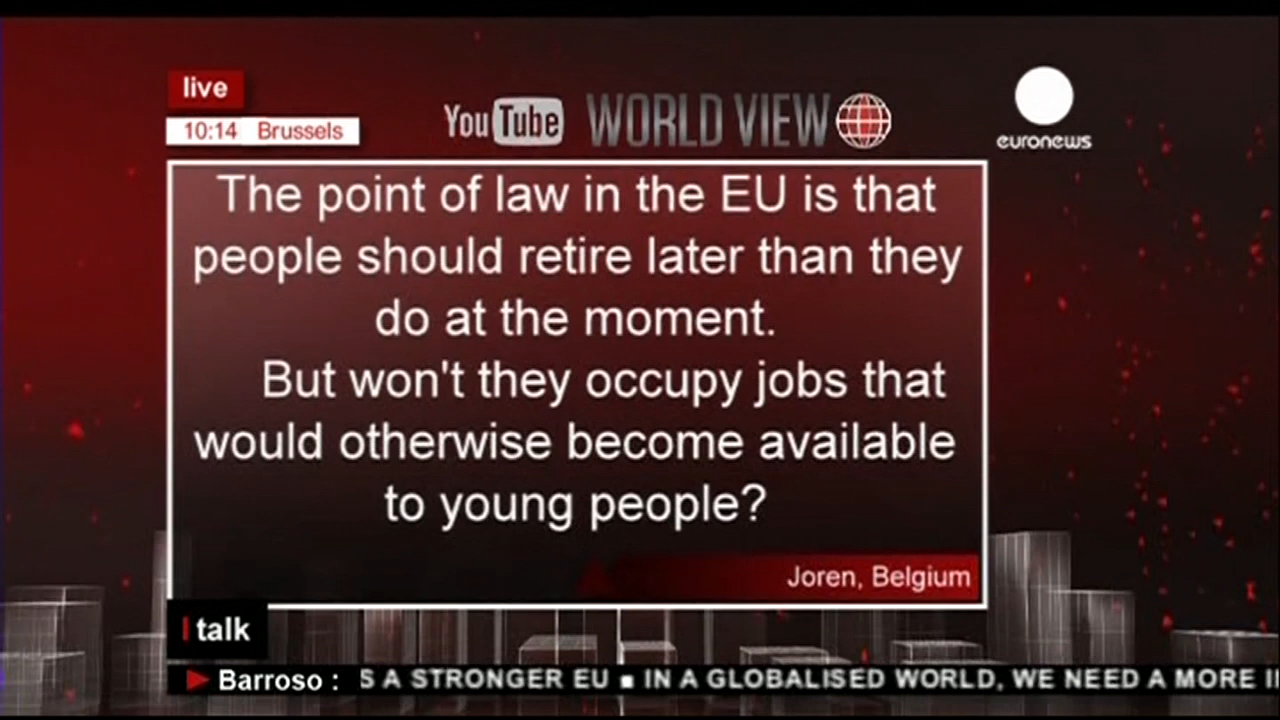 live
10:14 Brussels
YouTube WORLD VIEW
euronews
The point of law in the EU is that
people should retire later than they
do at the moment.
But won't they occupy jobs that
would otherwise become available
to young people?
Joren, Belgium
talk
Barroso : S A STRONGER EU ■ IN A GLOBALISED WORLD, WE NEED A MORE